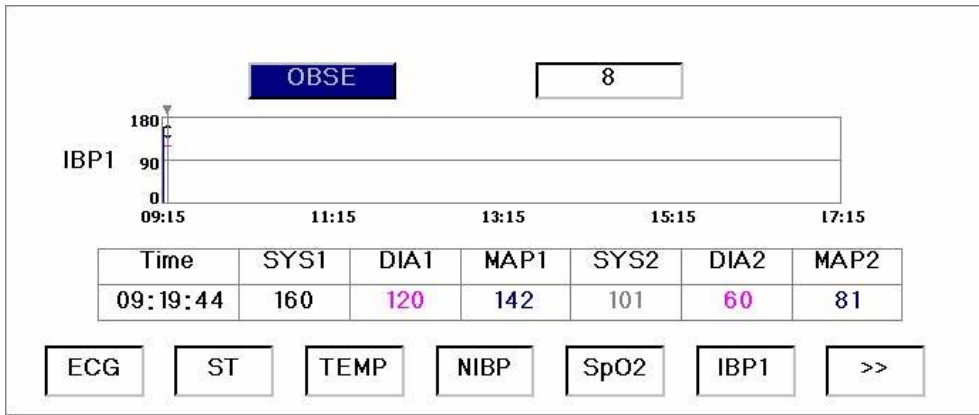 OBSE 8
180
IBP1 90
0
09:15 11:15 13:15 15:15 17:15
Time SYS1 DIA1 MAP1 SYS2 DIA2 MAP2
09:19:44 160 120 142 101 60 81
ECG ST TEMP NIBP SpO2 IBP1 >>